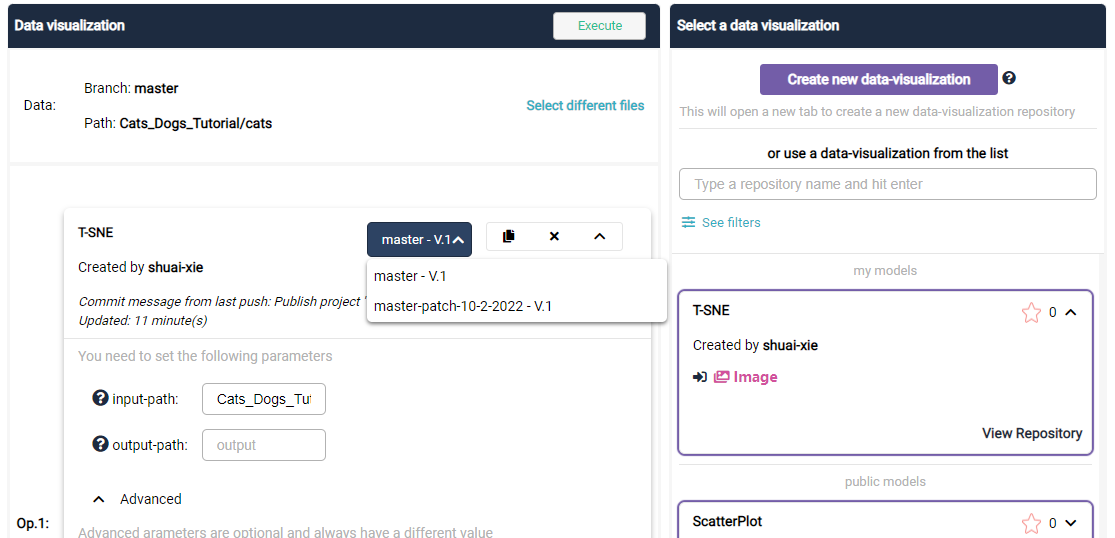 Data visualization
Execute
Data:
Branch: master
Path: Cats_Dogs_Tutorial/cats
Select different files
T-SNE
master - V.1
Created by shuai-xie
master - V.1
Commit message from last push: Publish project
master-patch-10-2-2022 - V.1
Updated: 11 minute(s)
You need to set the following parameters
input-path:
Cats_Dogs_Tut
output-path:
output
Advanced
Op.1:
Advanced arameters are optional and always have a different value
Select a data visualization
Create new data-visualization
This will open a new tab to create a new data-visualization repository
or use a data-visualization from the list
Type a repository name and hit enter
See filters
my models
T-SNE
0
Created by shuai-xie
Image
View Repository
public models
ScatterPlot
0